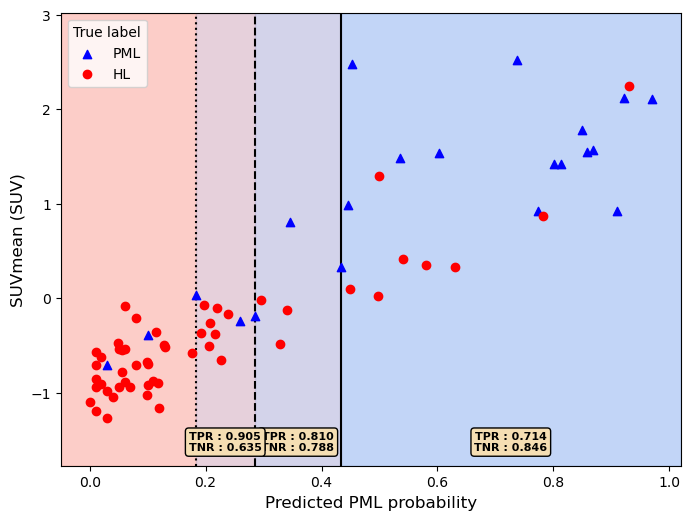 True label
PML
HL
3
2
1
0
−1
SUVmean (SUV)
TPR : 0.905
TNR : 0.635
TPR : 0.810
TNR : 0.788
TPR : 0.714
TNR : 0.846
0.0 0.2 0.4 0.6 0.8 1.0
Predicted PML probability